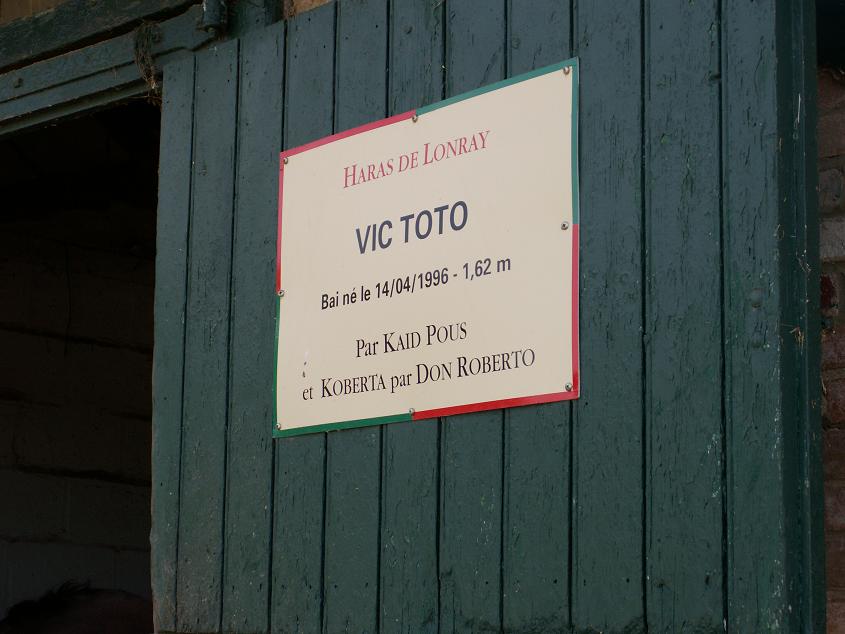 HARAS DE LONRAY
VIC TOTO
Bai né le 14/04/1996 - 1,62 m
Par KAID POUS
et KOBERTA par DON ROBERTO